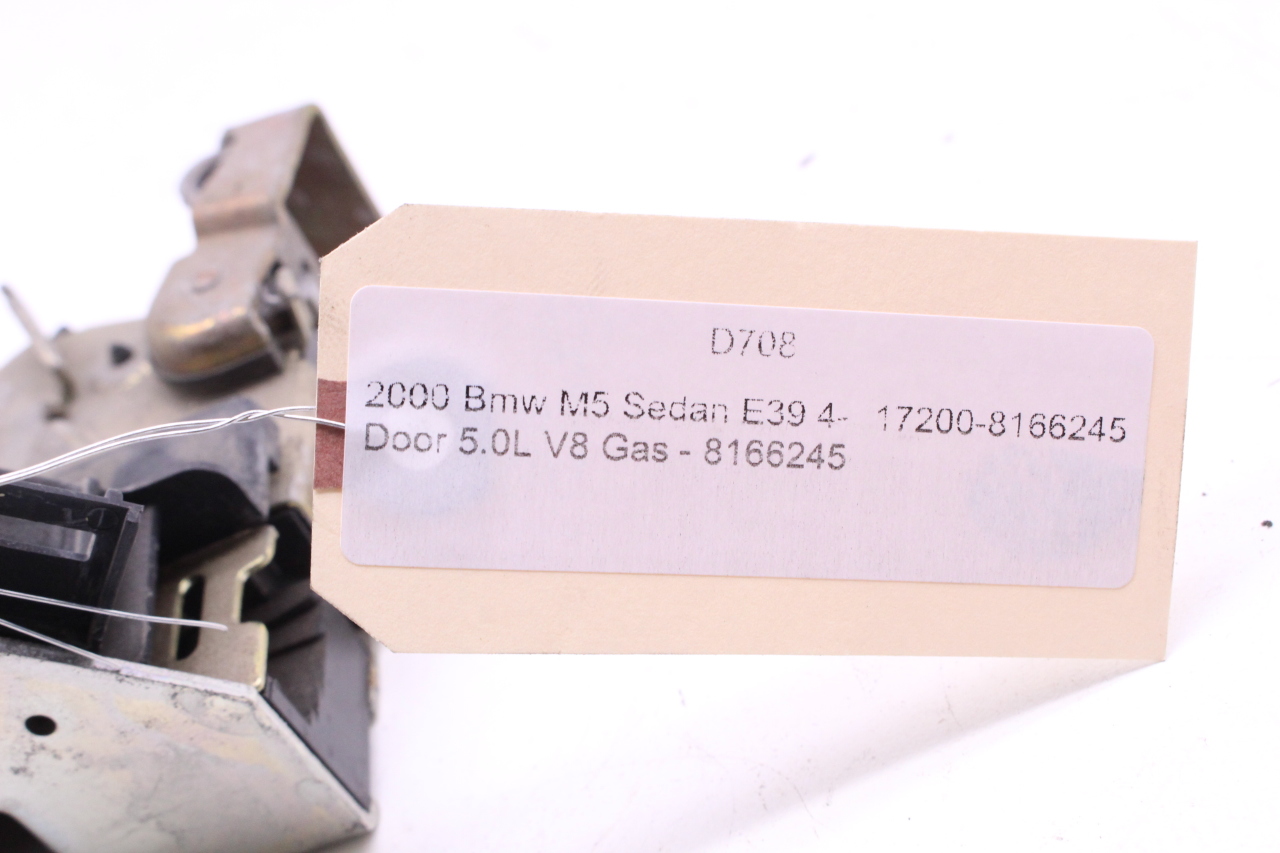 D708
2000 Bmw M5 Sedan E39 4- 17200-8166245
Door 5.0L V8 Gas - 8166245